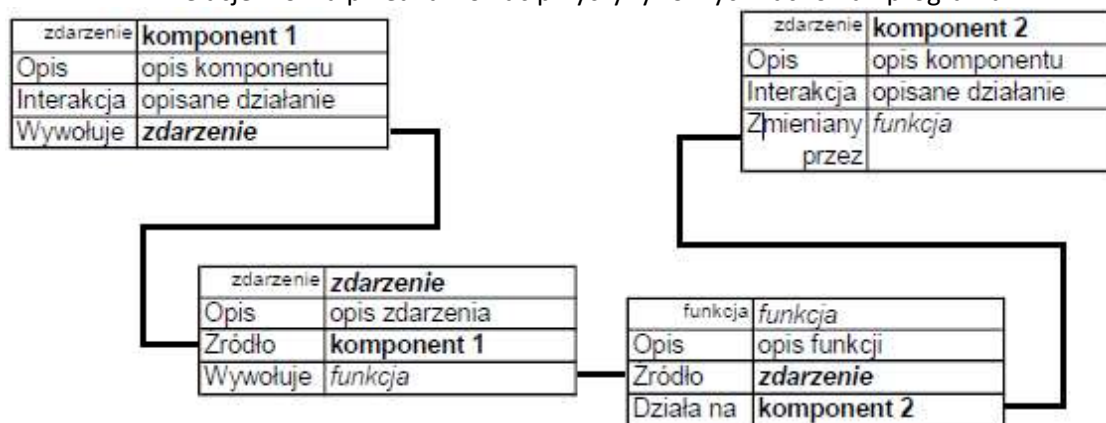 zdarzenie komponent 1
Opis opis komponentu
Interakcja opisane działanie
Wywołuje zdarzenie
zdarzenie komponent 2
Opis opis komponentu
Interakcja opisane działanie
Zmieniany funkcja
przez
zdarzenie zdarzenie
Opis opis zdarzenia
Źródło komponent 1
Wywołuje funkcja
funkcja funkcja
Opis opis funkcji
Źródło zdarzenie
Działa na komponent 2